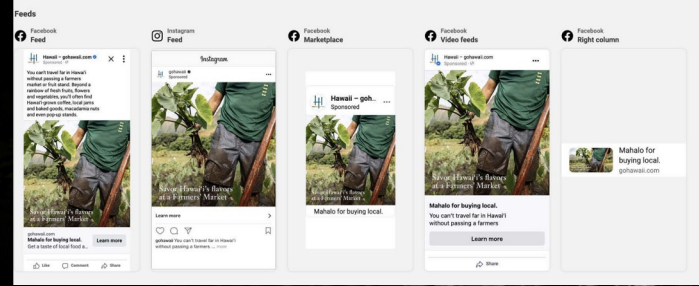 Feeds
Facebook
Feed
Hawaii – gohawaii.com
Sponsored ·
You can't travel far in Hawai'i
without passing a farmers
market or fruit stand. Beyond a
rainbow of fresh fruits, flowers
and vegetables, you'll often find
Hawai'i-grown coffee, local jams
and baked goods, macadamia nuts
and even pop-up stands.
Savor Hawai'i's flavors
at a Farmers' Market
gohawaii.com
Mahalo for buying local.
Get a taste of local food a...
Learn more
Like
Comment
Share
Instagram
Feed
Instagram
gohawaii
Sponsored
Savor Hawai'i's flavors
at a Farmers' Market
Learn more
gohawaii You can't travel far in Hawai'i
without passing a farmers ... more
Facebook
Marketplace
Hawaii – goh...
Sponsored
Savor Hawai'i's flavors
at a Farmers' Market
Mahalo for buying local.
Facebook
Video feeds
Hawaii – gohawaii.com
Sponsored ·
Savor Hawai'i's flavors
at a Farmers' Market
Mahalo for buying local.
You can't travel far in Hawai'i
without passing a farmers
Learn more
Share
Facebook
Right column
Mahalo for
buying local.
gohawaii.com